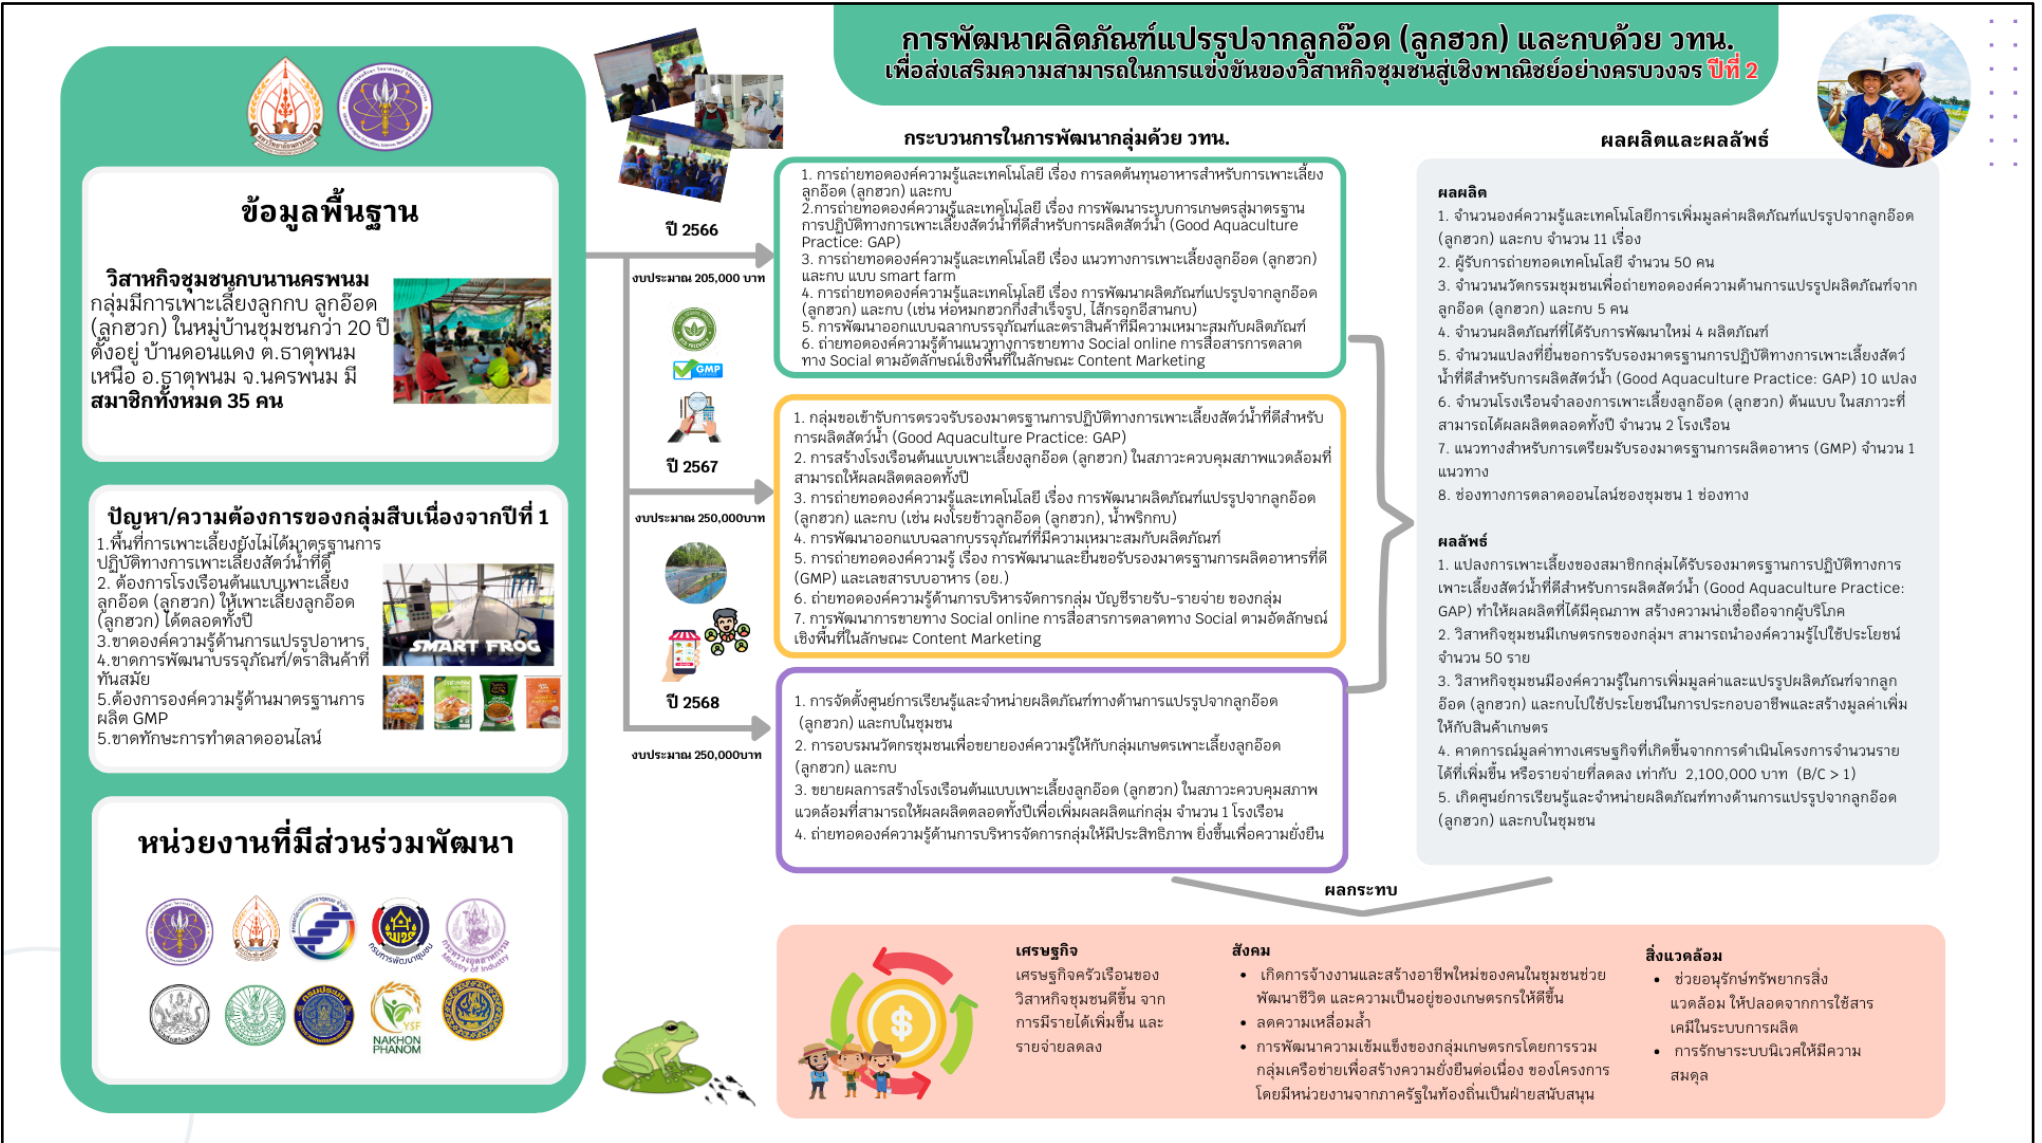 การพัฒนาผลิตภัณฑ์แปรรูปจากลูกอ๊อด (ลูกฮวก) และกบด้วย วทน.
เพื่อส่งเสริมความสามารถในการแข่งขันของวิสาหกิจชุมชนสู่เชิงพาณิชย์อย่างครบวงจร ปีที่ 2
ข้อมูลพื้นฐาน
วิสาหกิจชุมชนกบนานครพนม
กลุ่มมีการเพาะเลี้ยงลูกกบ ลูกอ๊อด
(ลูกฮวก) ในหมู่บ้านชุมชนกว่า 20 ปี
ตั้งอยู่ บ้านดอนแดง ต.ธาตุพนม
เหนือ อ.ธาตุพนม จ.นครพนม มี
สมาชิกทั้งหมด 35 คน
ปัญหา/ความต้องการของกลุ่มสืบเนื่องจากปีที่ 1
1.พื้นที่การเพาะเลี้ยงยังไม่ได้มาตรฐานการ
ปฏิบัติทางการเพาะเลี้ยงสัตว์น้ำที่ดี
2. ต้องการโรงเรือนต้นแบบเพาะเลี้ยง
ลูกอ๊อด (ลูกฮวก) ให้เพาะเลี้ยงลูกอ๊อด
(ลูกฮวก) ได้ตลอดทั้งปี
3.ขาดองค์ความรู้ด้านการแปรรูปอาหาร
4.ขาดการพัฒนาบรรจุภัณฑ์/ตราสินค้าที่
ทันสมัย
5.ต้องการองค์ความรู้ด้านมาตรฐานการ
ผลิต GMP
5.ขาดทักษะการทำตลาดออนไลน์
SMART FROG
หน่วยงานที่มีส่วนร่วมพัฒนา
กรมการพัฒนาชุมชน
กระทรวงอุตสาหกรรม
Ministry of Industry
กรมประมง
YSF
NAKHON
PHANOM
ปี 2566
งบประมาณ 205,000 บาท
GMP
ปี 2567
งบประมาณ 250,000บาท
ปี 2568
งบประมาณ 250,000บาท
กระบวนการในการพัฒนากลุ่มด้วย วทน.
1. การถ่ายทอดองค์ความรู้และเทคโนโลยี เรื่อง การลดต้นทุนอาหารสำหรับการเพาะเลี้ยง
ลูกอ๊อด (ลูกฮวก) และกบ
2.การถ่ายทอดองค์ความรู้และเทคโนโลยี เรื่อง การพัฒนาระบบการเกษตรสู่มาตรฐาน
การปฏิบัติทางการเพาะเลี้ยงสัตว์น้ำที่ดีสำหรับการผลิตสัตว์น้ำ (Good Aquaculture
Practice: GAP)
3. การถ่ายทอดองค์ความรู้และเทคโนโลยี เรื่อง แนวทางการเพาะเลี้ยงลูกอ๊อด (ลูกฮวก)
และกบ แบบ smart farm
4. การถ่ายทอดองค์ความรู้และเทคโนโลยี เรื่อง การพัฒนาผลิตภัณฑ์แปรรูปจากลูกอ๊อด
(ลูกฮวก) และกบ (เช่น ห่อหมกฮวกกึ่งสำเร็จรูป, ไส้กรอกอีสานกบ)
5. การพัฒนาออกแบบฉลากบรรจุภัณฑ์และตราสินค้าที่มีความเหมาะสมกับผลิตภัณฑ์
6. ถ่ายทอดองค์ความรู้ด้านแนวทางการขายทาง Social online การสื่อสารการตลาด
ทาง Social ตามอัตลักษณ์เชิงพื้นที่ในลักษณะ Content Marketing
1. กลุ่มขอเข้ารับการตรวจรับรองมาตรฐานการปฏิบัติทางการเพาะเลี้ยงสัตว์น้ำที่ดีสำหรับ
การผลิตสัตว์น้ำ (Good Aquaculture Practice: GAP)
2. การสร้างโรงเรือนต้นแบบเพาะเลี้ยงลูกอ๊อด (ลูกฮวก) ในสภาวะควบคุมสภาพแวดล้อมที่
สามารถให้ผลผลิตตลอดทั้งปี
3. การถ่ายทอดองค์ความรู้และเทคโนโลยี เรื่อง การพัฒนาผลิตภัณฑ์แปรรูปจากลูกอ๊อด
(ลูกฮวก) และกบ (เช่น ผงโรยข้าวลูกอ๊อด (ลูกฮวก), น้ำพริกกบ)
4. การพัฒนาออกแบบฉลากบรรจุภัณฑ์ที่มีความเหมาะสมกับผลิตภัณฑ์
5. การถ่ายทอดองค์ความรู้ เรื่อง การพัฒนาและยื่นขอรับรองมาตรฐานการผลิตอาหารที่ดี
(GMP) และเลขสารบบอาหาร (อย.)
6. ถ่ายทอดองค์ความรู้ด้านการบริหารจัดการกลุ่ม บัญชีรายรับ-รายจ่าย ของกลุ่ม
7. การพัฒนาการขายทาง Social online การสื่อสารการตลาดทาง Social ตามอัตลักษณ์
เชิงพื้นที่ในลักษณะ Content Marketing
1. การจัดตั้งศูนย์การเรียนรู้และจำหน่ายผลิตภัณฑ์ทางด้านการแปรรูปจากลูกอ๊อด
(ลูกฮวก) และกบในชุมชน
2. การอบรมนวัตกรชุมชนเพื่อขยายองค์ความรู้ให้กับกลุ่มเกษตรเพาะเลี้ยงลูกอ๊อด
(ลูกฮวก) และกบ
3. ขยายผลการสร้างโรงเรือนต้นแบบเพาะเลี้ยงลูกอ๊อด (ลูกฮวก) ในสภาวะควบคุมสภาพ
แวดล้อมที่สามารถให้ผลผลิตตลอดทั้งปีเพื่อเพิ่มผลผลิตแก่กลุ่ม จำนวน 1 โรงเรือน
4. ถ่ายทอดองค์ความรู้ด้านการบริหารจัดการกลุ่มให้มีประสิทธิภาพ ยิ่งขึ้นเพื่อความยั่งยืน
ผลผลิตและผลลัพธ์
ผลผลิต
1. จำนวนองค์ความรู้และเทคโนโลยีการเพิ่มมูลค่าผลิตภัณฑ์แปรรูปจากลูกอ๊อด
(ลูกฮวก) และกบ จำนวน 11 เรื่อง
2. ผู้รับการถ่ายทอดเทคโนโลยี จำนวน 50 คน
3. จำนวนนวัตกรรมชุมชนเพื่อถ่ายทอดองค์ความด้านการแปรรูปผลิตภัณฑ์จาก
ลูกอ๊อด (ลูกฮวก) และกบ 5 คน
4. จำนวนผลิตภัณฑ์ที่ได้รับการพัฒนาใหม่ 4 ผลิตภัณฑ์
5. จำนวนแปลงที่ยื่นขอการรับรองมาตรฐานการปฏิบัติทางการเพาะเลี้ยงสัตว์
น้ำที่ดีสำหรับการผลิตสัตว์น้ำ (Good Aquaculture Practice: GAP) 10 แปลง
6. จำนวนโรงเรือนจำลองการเพาะเลี้ยงลูกอ๊อด (ลูกฮวก) ต้นแบบ ในสภาวะที่
สามารถได้ผลผลิตตลอดทั้งปี จำนวน 2 โรงเรือน
7. แนวทางสำหรับการเตรียมรับรองมาตรฐานการผลิตอาหาร (GMP) จำนวน 1
แนวทาง
8. ช่องทางการตลาดออนไลน์ชองชุมชน 1 ช่องทาง
ผลลัพธ์
1. แปลงการเพาะเลี้ยงของสมาชิกกลุ่มได้รับรองมาตรฐานการปฏิบัติทางการ
เพาะเลี้ยงสัตว์น้ำที่ดีสำหรับการผลิตสัตว์น้ำ (Good Aquaculture Practice:
GAP) ทำให้ผลผลิตที่ได้มีคุณภาพ สร้างความน่าเชื่อถือจากผู้บริโภค
2. วิสาหกิจชุมชนมีเกษตรกรของกลุ่มฯ สามารถนำองค์ความรู้ไปใช้ประโยชน์
จำนวน 50 ราย
3. วิสาหกิจชุมชนมีองค์ความรู้ในการเพิ่มมูลค่าและแปรรูปผลิตภัณฑ์จากลูก
อ๊อด (ลูกฮวก) และกบไปใช้ประโยชน์ในการประกอบอาชีพและสร้างมูลค่าเพิ่ม
ให้กับสินค้าเกษตร
4. คาดการณ์มูลค่าทางเศรษฐกิจที่เกิดขึ้นจากการดำเนินโครงการจำนวนราย
ได้ที่เพิ่มขึ้น หรือรายจ่ายที่ลดลง เท่ากับ 2,100,000 บาท (B/C > 1)
5. เกิดศูนย์การเรียนรู้และจำหน่ายผลิตภัณฑ์ทางด้านการแปรรูปจากลูกอ๊อด
(ลูกฮวก) และกบในชุมชน
ผลกระทบ
เศรษฐกิจ
เศรษฐกิจครัวเรือนของ
วิสาหกิจชุมชนดีขึ้น จาก
การมีรายได้เพิ่มขึ้น และ
รายจ่ายลดลง
สังคม
• เกิดการจ้างงานและสร้างอาชีพใหม่ของคนในชุมชนช่วย
พัฒนาชีวิต และความเป็นอยู่ของเกษตรกรให้ดีขึ้น
• ลดความเหลื่อมล้ำ
• การพัฒนาความเข้มแข็งของกลุ่มเกษตรกรโดยการรวม
กลุ่มเครือข่ายเพื่อสร้างความยั่งยืนต่อเนื่อง ของโครงการ
โดยมีหน่วยงานจากภาครัฐในท้องถิ่นเป็นฝ่ายสนับสนุน
สิ่งแวดล้อม
• ช่วยอนุรักษ์ทรัพยากรสิ่ง
แวดล้อม ให้ปลอดจากการใช้สาร
เคมีในระบบการผลิต
• การรักษาระบบนิเวศให้มีความ
สมดุล